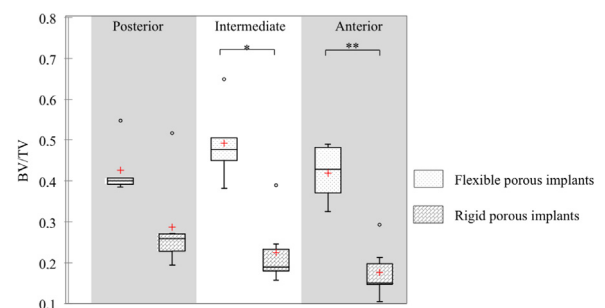 0.8
Posterior Intermediate Anterior
* **
0.7
0.6
0.5
BV/TV
0.4
Flexible porous implants
0.3
Rigid porous implants
0.2
0.1